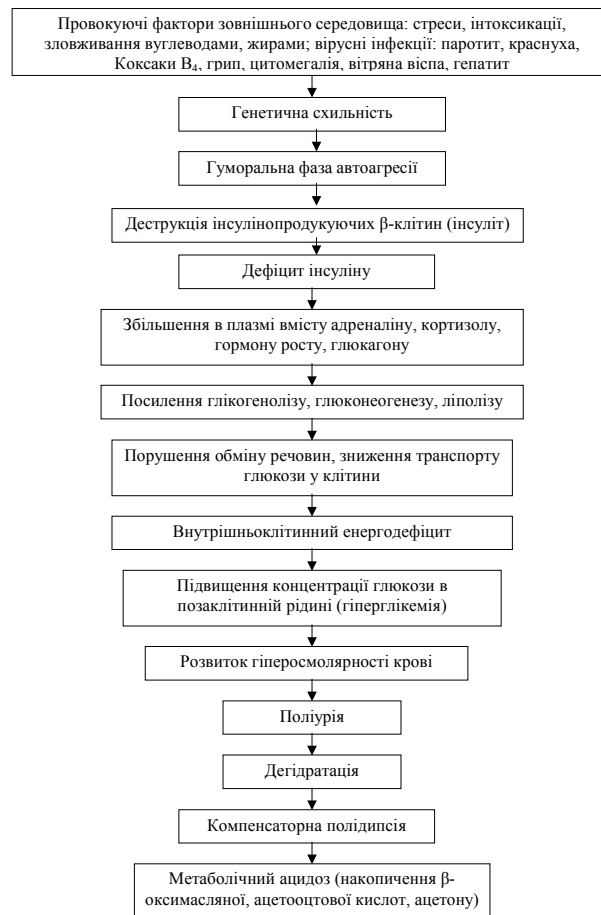 Провокуючі фактори зовнішнього середовища: стреси, інтоксикації,
зловживання вуглеводами, жирами; вірусні інфекції: паротит, краснуха,
Коксаки В₄, грип, цитомегалія, вітряна віспа, гепатит
Генетична схильність
Гуморальна фаза автоагресії
Деструкція інсулінопродукуючих β-клітин (інсуліт)
Дефіцит інсуліну
Збільшення в плазмі вмісту адреналіну, кортизолу,
гормону росту, глюкагону
Посилення глікогенолізу, глюконеогенезу, ліполізу
Порушення обміну речовин, зниження транспорту
глюкози у клітини
Внутрішньоклітинний енергодефіцит
Підвищення концентрації глюкози в
позаклітинній рідині (гіперглікемія)
Розвиток гіперосмолярності крові
Поліурія
Дегідратація
Компенсаторна полідипсія
Метаболічний ацидоз (накопичення β-
оксимасляної, ацетооцтової кислот, ацетону)